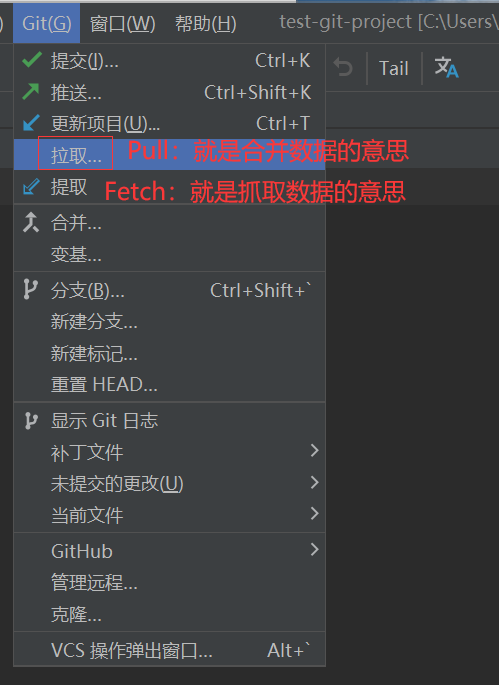 ) Git(G) 窗口(W) 帮助(H) test-git-project [C:\Users\
提交(I)... Ctrl+K
推送... Ctrl+Shift+K Tail
更新项目(U)... Ctrl+T
拉取... Pull：就是合并数据的意思
提取 Fetch：就是抓取数据的意思
合并...
变基...
分支(B)... Ctrl+Shift+`
新建分支...
新建标记...
重置 HEAD...
显示 Git 日志
补丁文件
未提交的更改(U)
当前文件
GitHub
管理远程...
克隆...
VCS 操作弹出窗口... Alt+`